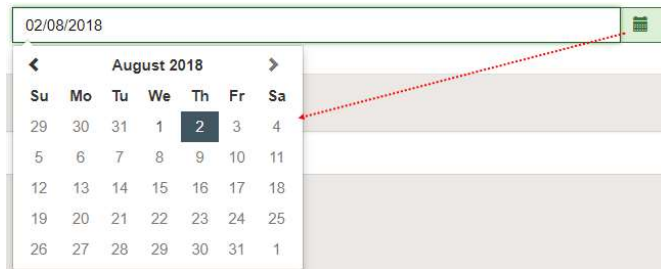 02/08/2018
August 2018
Su Mo Tu We Th Fr Sa
29 30 31 1 2 3 4
5 6 7 8 9 10 11
12 13 14 15 16 17 18
19 20 21 22 23 24 25
26 27 28 29 30 31 1